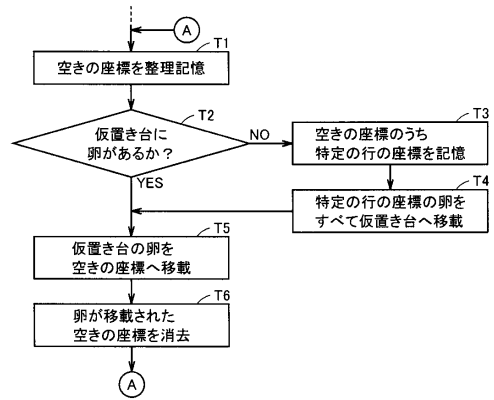 A
T1
空きの座標を整理記憶
T2
仮置き台に
卵があるか？
NO
YES
T3
空きの座標のうち
特定の行の座標を記憶
T4
特定の行の座標の卵を
すべて仮置き台へ移載
T5
仮置き台の卵を
空きの座標へ移載
T6
卵が移載された
空きの座標を消去
A